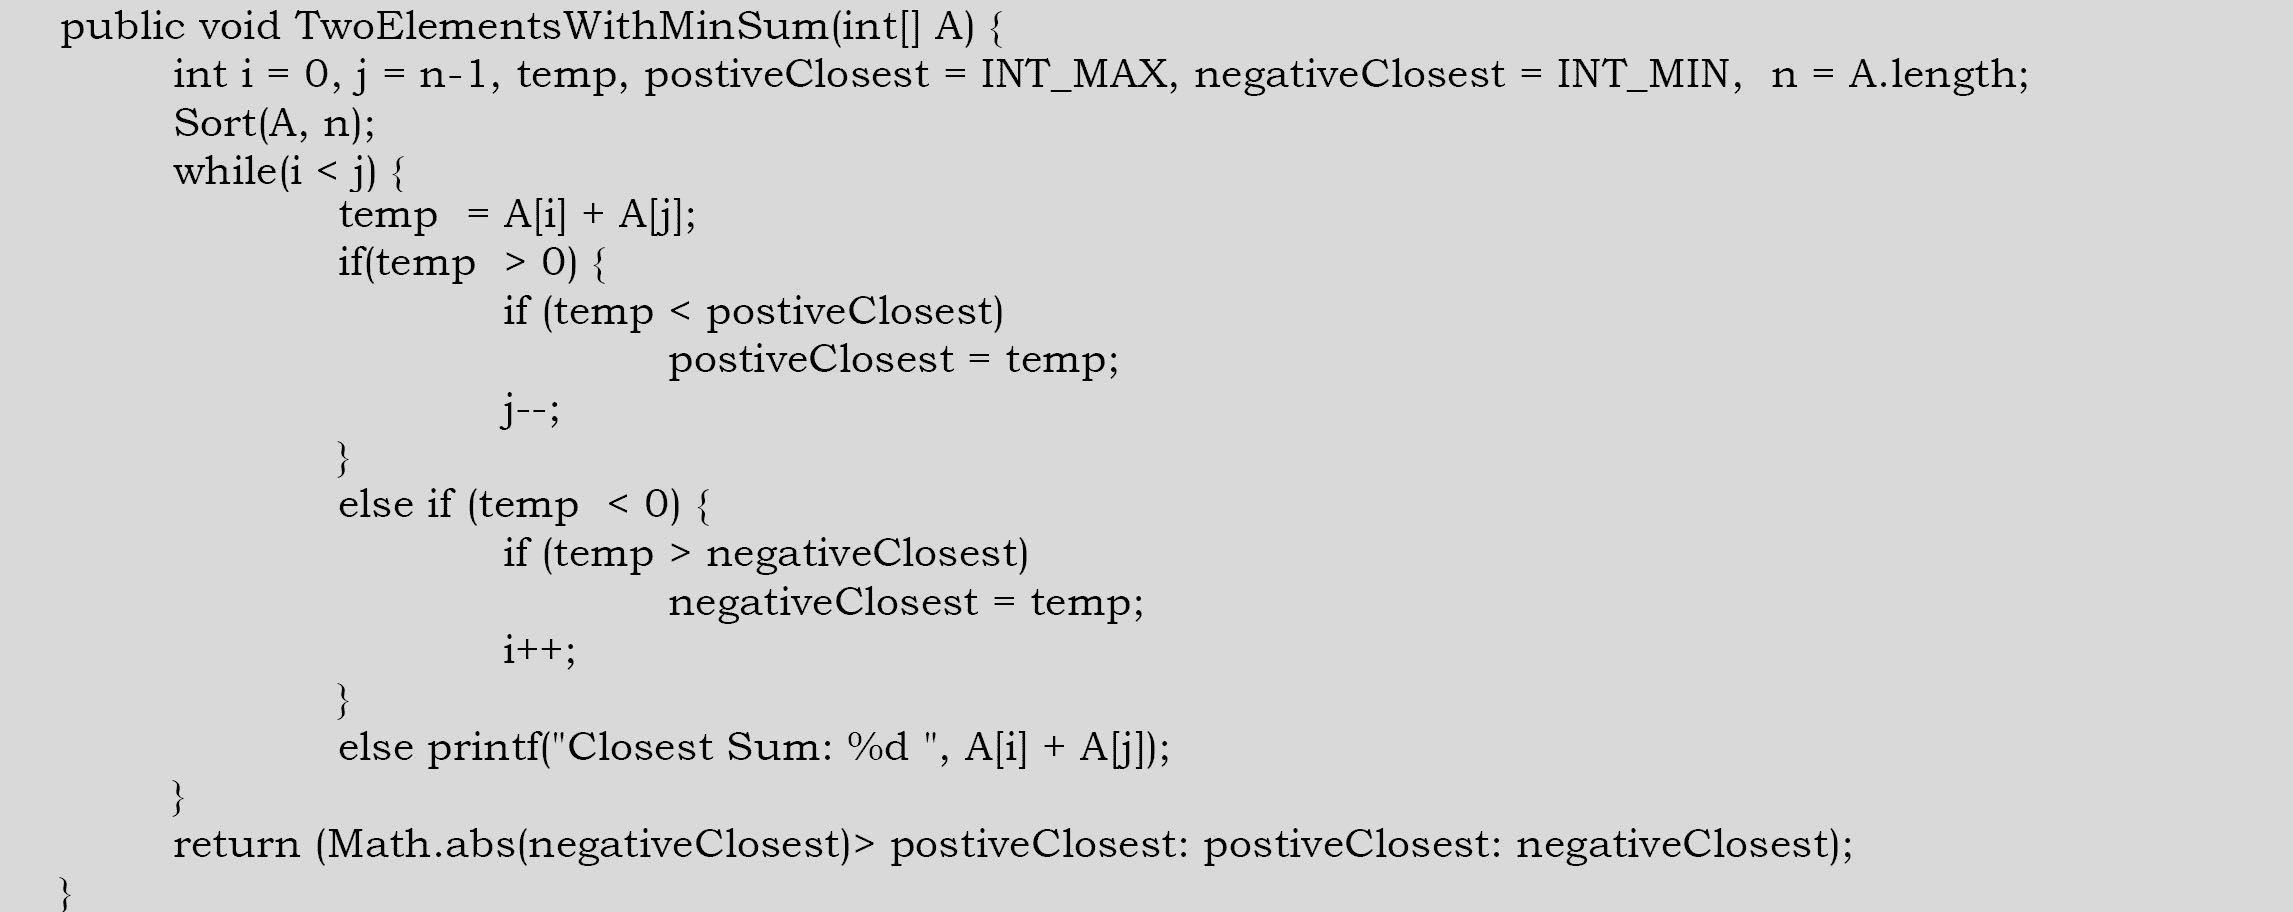 public void TwoElementsWithMinSum(int[] A) {
int i = 0, j = n-1, temp, postiveClosest = INT_MAX, negativeClosest = INT_MIN, n = A.length;
Sort(A, n);
while(i < j) {
temp = A[i] + A[j];
if(temp > 0) {
if (temp < postiveClosest)
postiveClosest = temp;
j--;
}
else if (temp < 0) {
if (temp > negativeClosest)
negativeClosest = temp;
i++;
}
else printf("Closest Sum: %d ", A[i] + A[j]);
}
return (Math.abs(negativeClosest)> postiveClosest: postiveClosest: negativeClosest);
}